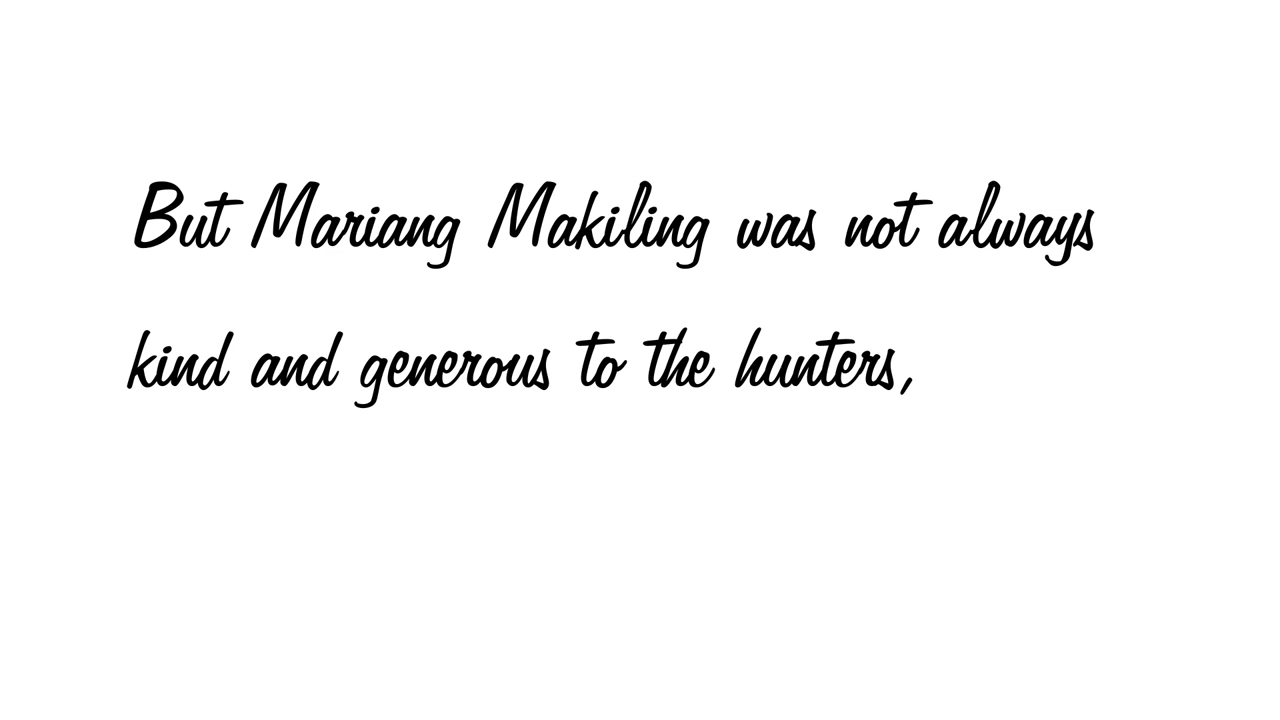 But Mariang Makiling was not always
kind and generous to the hunters,